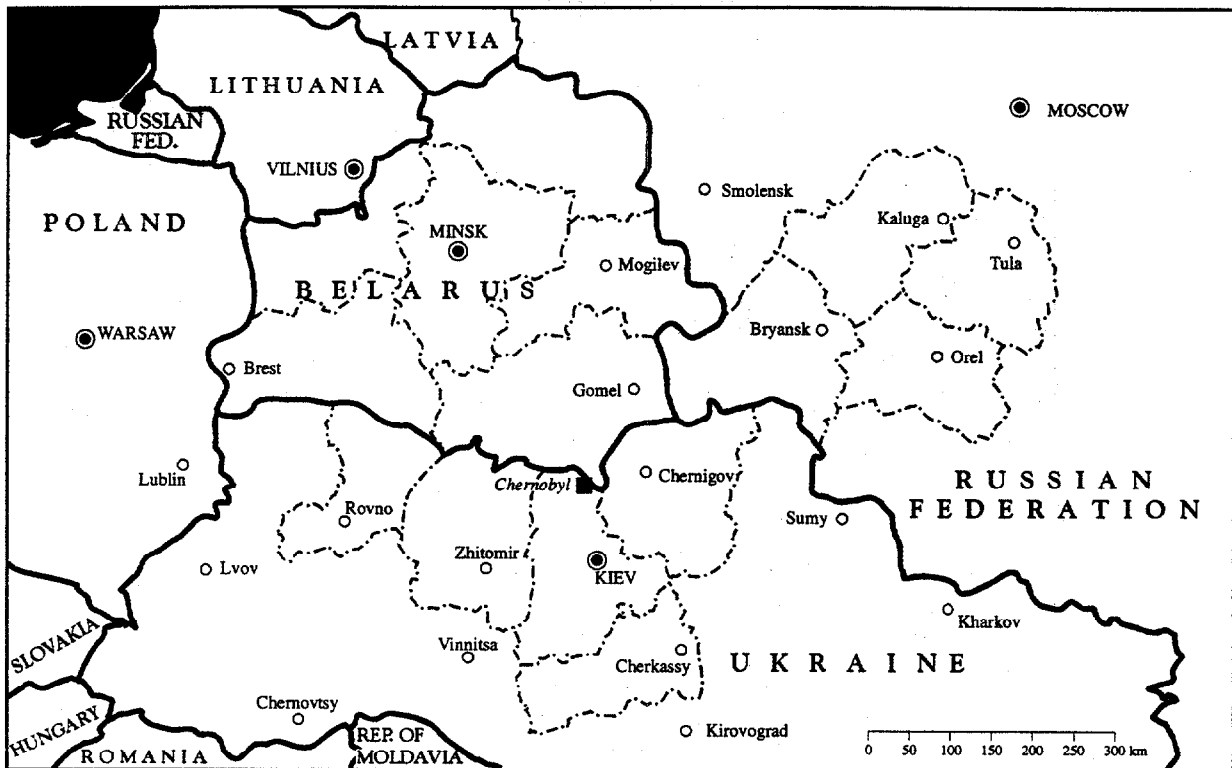 LATVIA
LITHUANIA
MOSCOW
RUSSIAN
FED.
VILNIUS
Smolensk
POLAND
Kaluga
MINSK
Mogilev
Tula
BELARUS
WARSAW
Bryansk
Orel
Brest
Gomel
Lublin
Chernobyl
Chernigov
RUSSIAN
FEDERATION
Rovno
Sumy
Zhitomir
Lvov
KIEV
Kharkov
SLOVAKIA
Vinnitsa
Cherkassy
UKRAINE
Chernovtsy
HUNGARY
ROMANIA
REP. OF
MOLDAVIA
Kirovograd
0 50 100 150 200 250 300 km